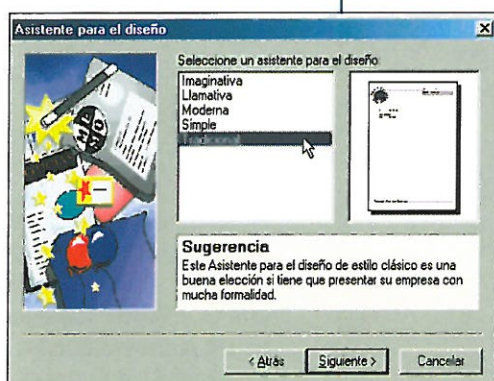 Asistente para el diseño
Seleccione un asistente para el diseño:
Imaginativa
Llamativa
Moderna
Simple
MEMO
Sugerencia
Este Asistente para el diseño de estilo clásico es una
buena elección si tiene que presentar su empresa con
mucha formalidad.
< Atrás
Siguiente >
Cancelar